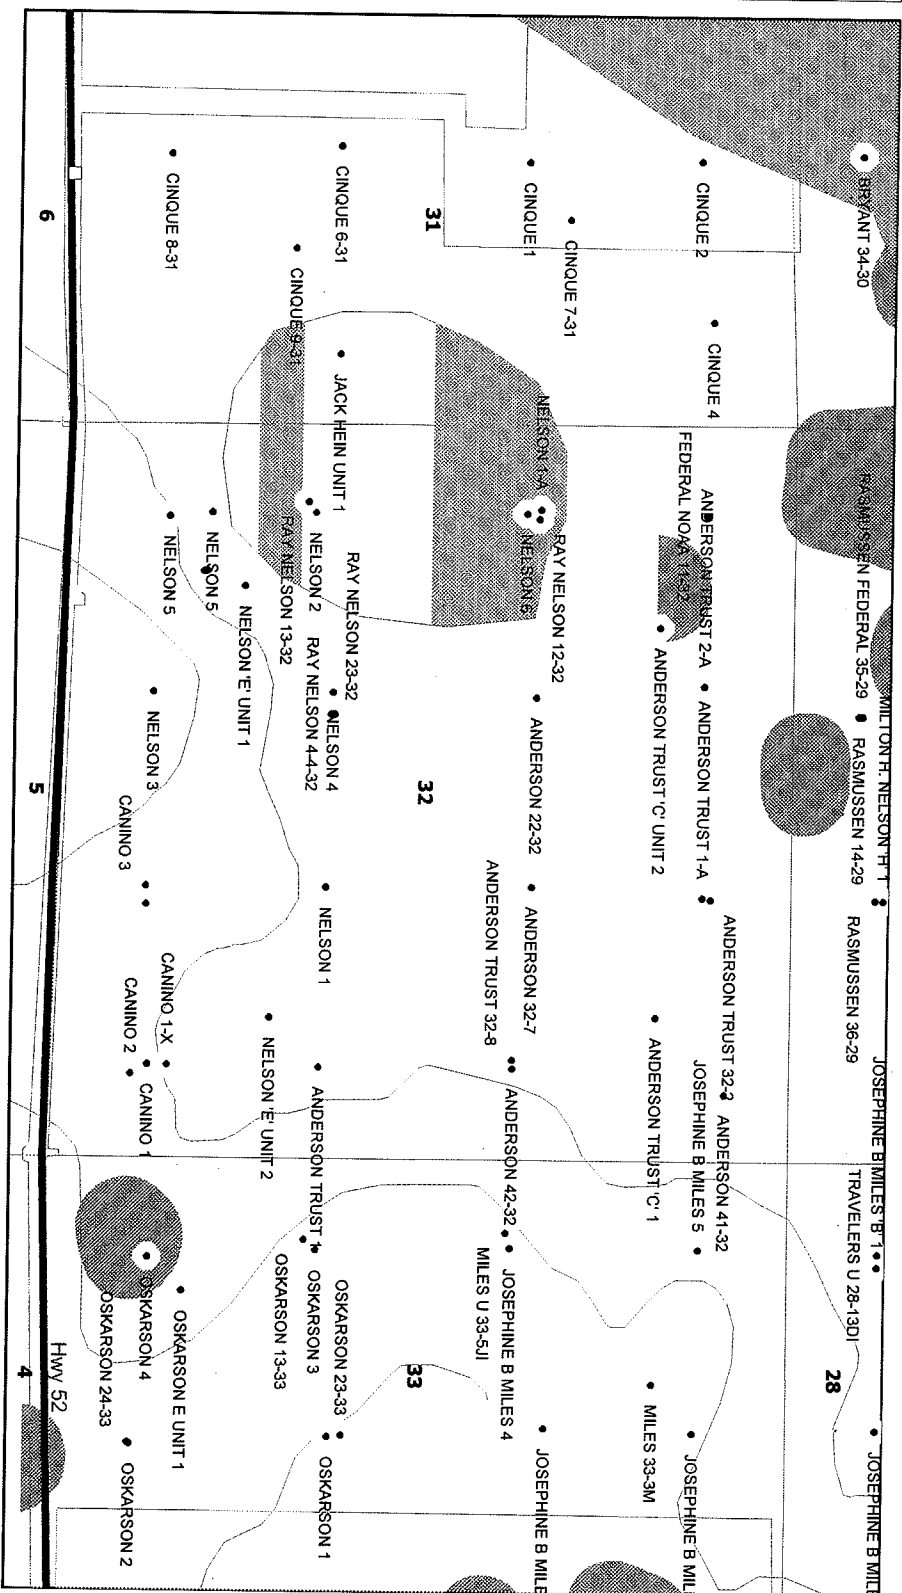 BRYANT 34-30
RASMUSSEN FEDERAL 35-29
MILTON H. NELSON 'H' 1
RASMUSSEN 14-29
RASMUSSEN 36-29
JOSEPHINE B MILES 'B' 1
TRAVELERS U 28-13DI
28
JOSEPHINE B MIL
CINQUE 2
CINQUE 4
FEDERAL NOAA 11-32
ANDERSON TRUST 2-A
ANDERSON TRUST 1-A
ANDERSON TRUST 'C' UNIT 2
ANDERSON TRUST 32-2
ANDERSON TRUST 'C' 1
JOSEPHINE B MILES 5
ANDERSON 41-32
MILES 33-3M
JOSEPHINE B MIL
CINQUE 1
CINQUE 7-31
NELSON 1-A
NELSON 6
RAY NELSON 12-32
ANDERSON 22-32
ANDERSON 32-7
ANDERSON TRUST 32-8
ANDERSON 42-32
JOSEPHINE B MILES 4
MILES U 33-5JI
JOSEPHINE B MILE
31
32
33
CINQUE 6-31
CINQUE 9-31
JACK HEIN UNIT 1
NELSON 2
RAY NELSON 13-32
RAY NELSON 23-32
NELSON 4
RAY NELSON 4-4-32
NELSON 1
ANDERSON TRUST 1
OSKARSON 3
OSKARSON 13-33
OSKARSON 23-33
OSKARSON 1
CINQUE 8-31
NELSON 5
NELSON 5
NELSON 'E' UNIT 1
NELSON 3
CANINO 3
CANINO 1-X
CANINO 2
CANINO 1
NELSON 'E' UNIT 2
OSKARSON E UNIT 1
OSKARSON 4
OSKARSON 24-33
OSKARSON 2
6
5
4
Hwy 52